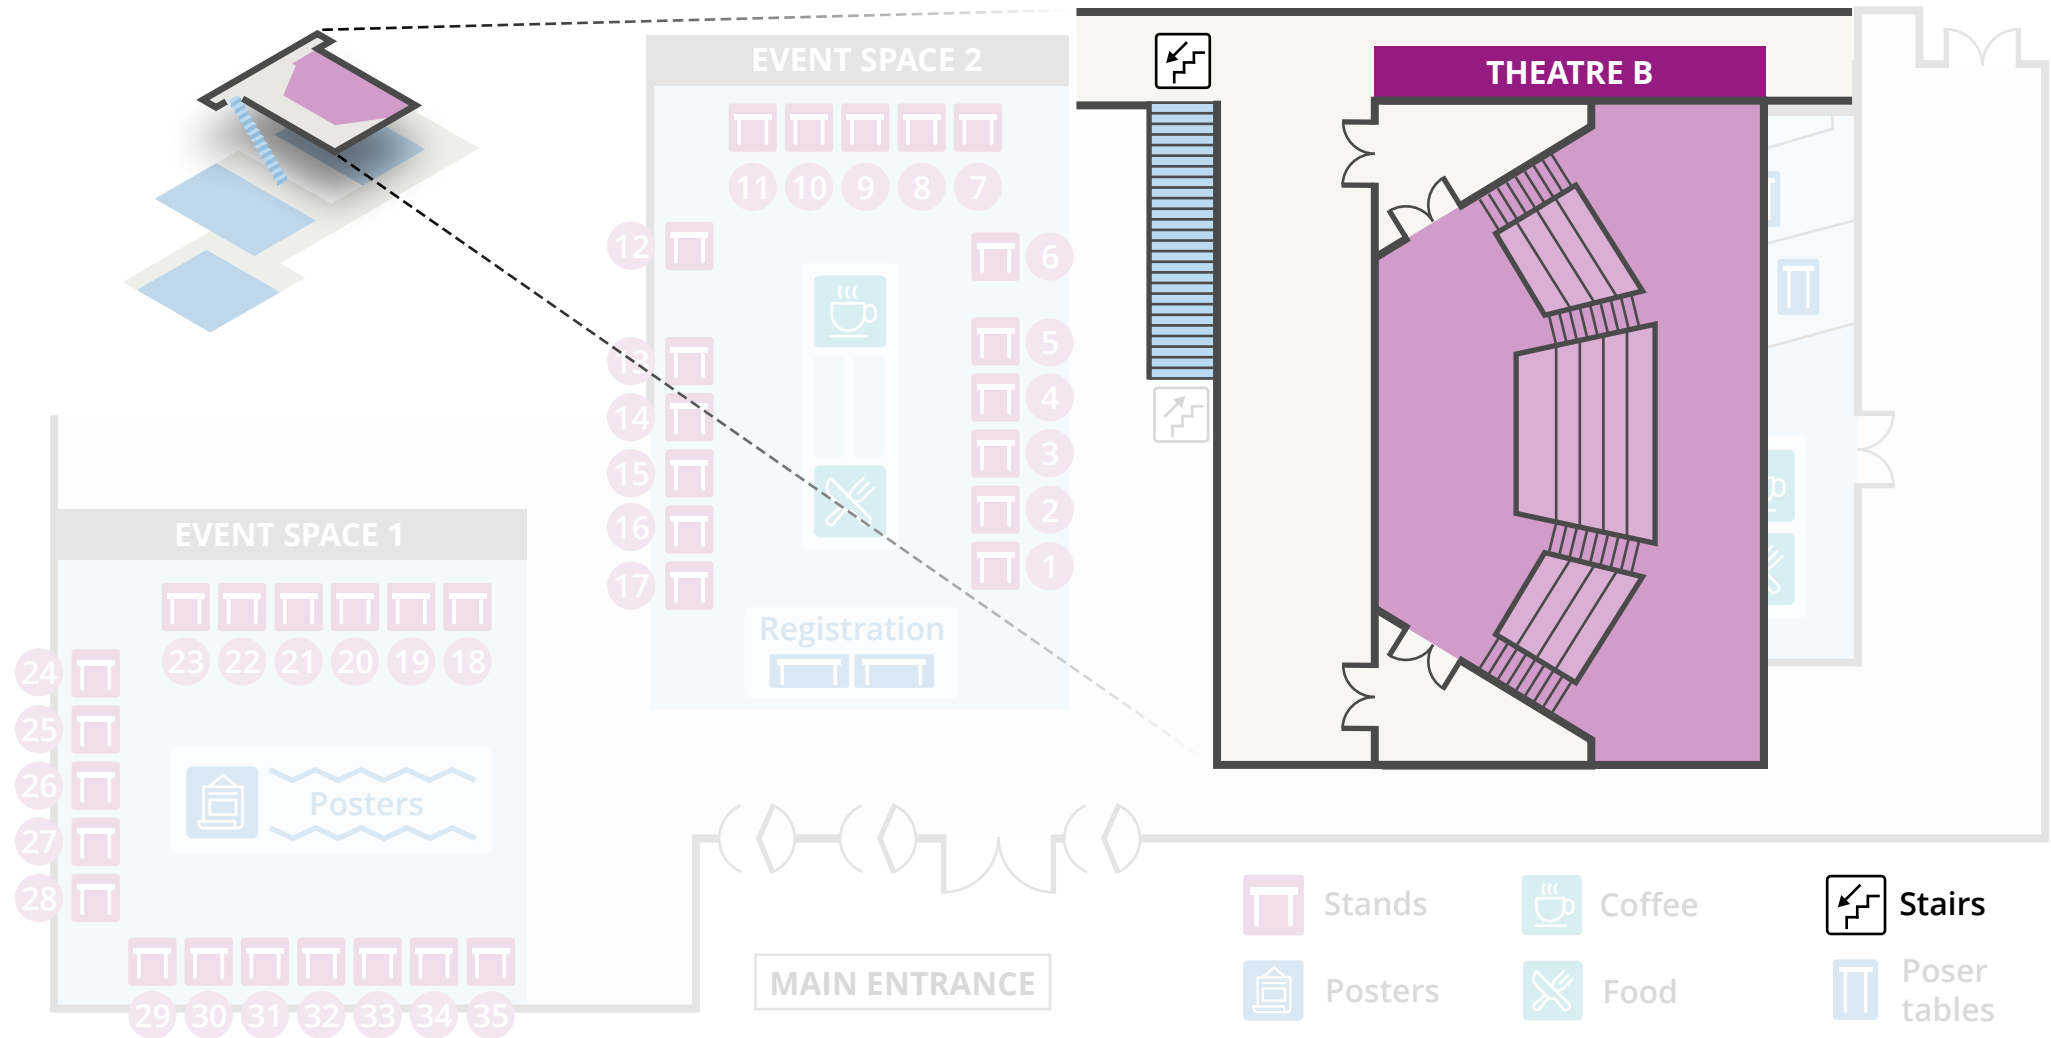 EVENT SPACE 2
THEATRE B
11 10 9 8 7
12
6
13
5
14
4
15
3
16
2
17
1
Registration
EVENT SPACE 1
23 22 21 20 19 18
24
25
26
27
28
Posters
29 30 31 32 33 34 35
MAIN ENTRANCE
Stands
Coffee
Stairs
Posters
Food
Poser
tables